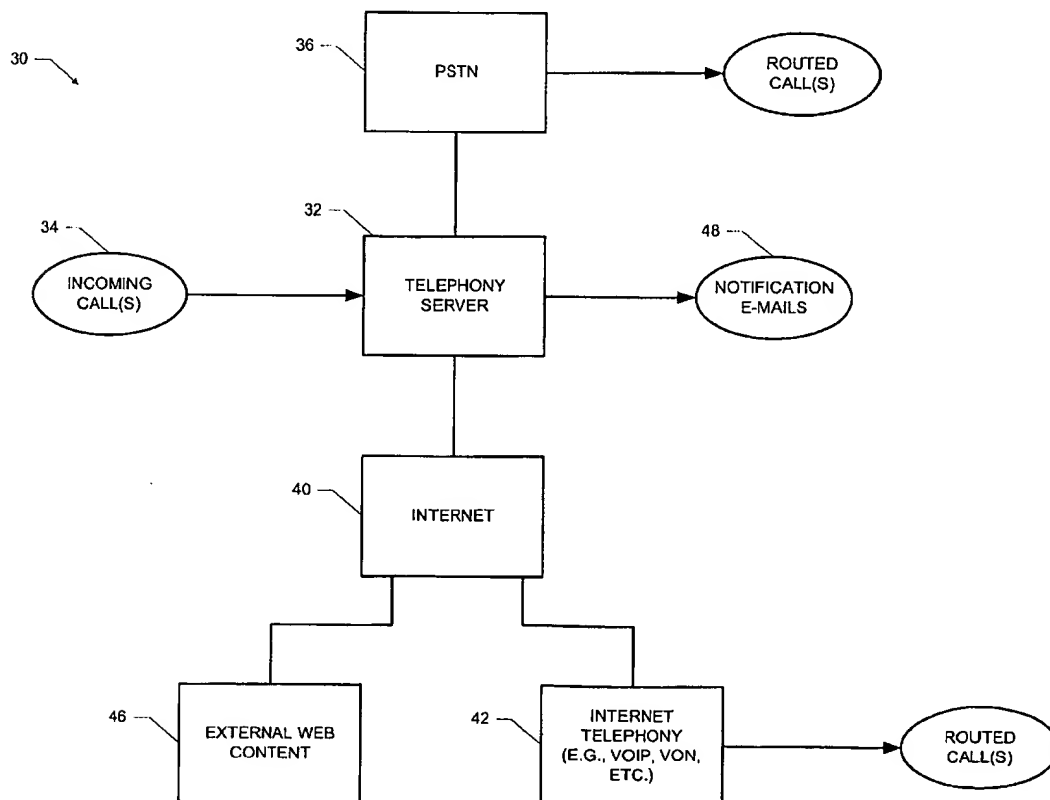 30
36
PSTN
ROUTED
CALL(S)
34
INCOMING
CALL(S)
32
TELEPHONY
SERVER
48
NOTIFICATION
E-MAILS
40
INTERNET
46
EXTERNAL WEB
CONTENT
42
INTERNET
TELEPHONY
(E.G., VOIP, VON,
ETC.)
ROUTED
CALL(S)